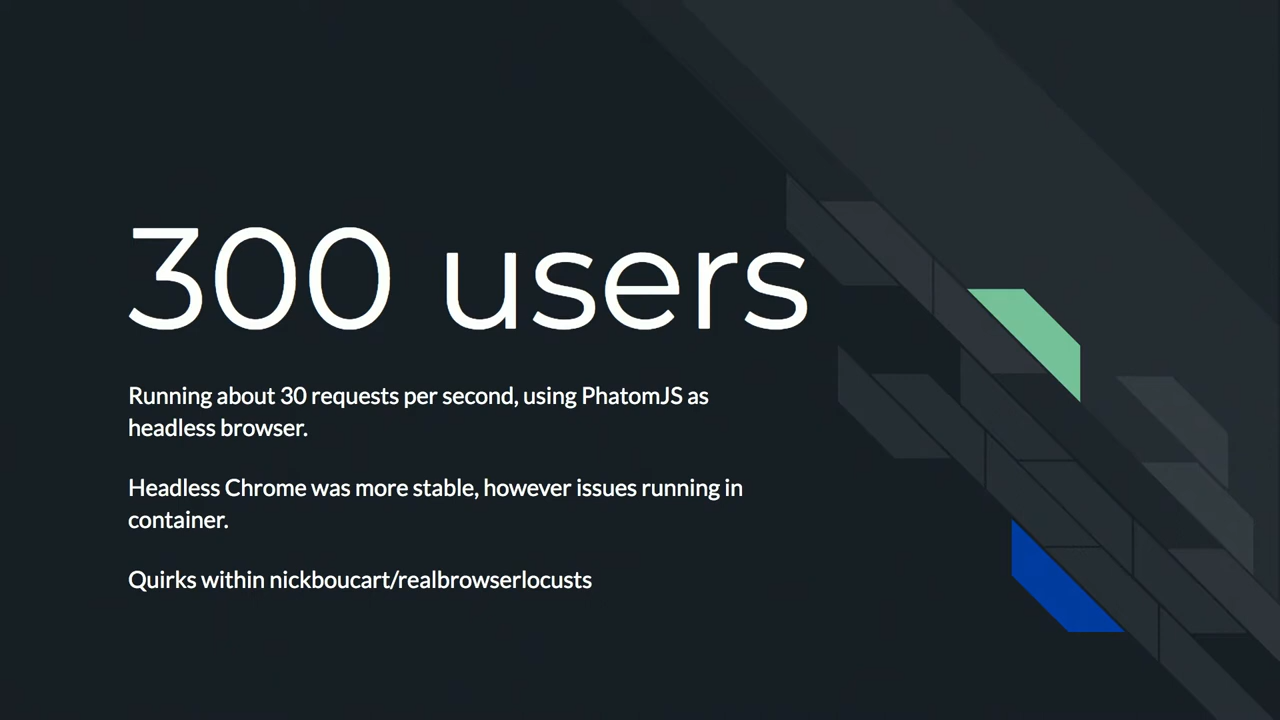 300 users
Running about 30 requests per second, using PhatomJS as
headless browser.
Headless Chrome was more stable, however issues running in
container.
Quirks within nickboucart/realbrowserlocusts